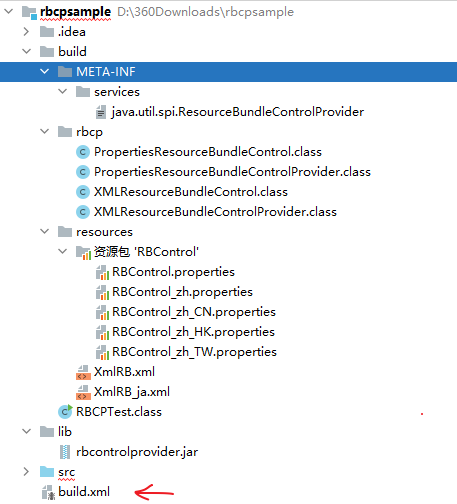 rbcpsample D:\360Downloads\rbcpsample
.idea
build
META-INF
services
java.util.spi.ResourceBundleControlProvider
rbcp
PropertiesResourceBundleControl.class
PropertiesResourceBundleControlProvider.class
XMLResourceBundleControl.class
XMLResourceBundleControlProvider.class
resources
资源包 'RBControl'
RBControl.properties
RBControl_zh.properties
RBControl_zh_CN.properties
RBControl_zh_HK.properties
RBControl_zh_TW.properties
XmlRB.xml
XmlRB_ja.xml
RBCPTest.class
lib
rbcontrolprovider.jar
src
build.xml